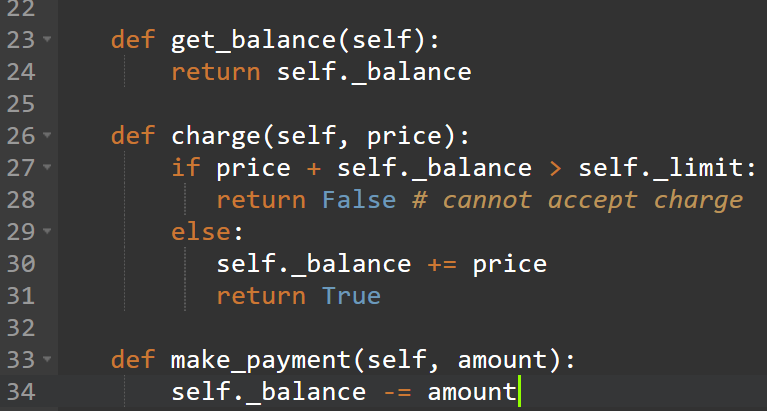 22
23 def get_balance(self):
24 return self._balance
25
26 def charge(self, price):
27 if price + self._balance > self._limit:
28 return False # cannot accept charge
29 else:
30 self._balance += price
31 return True
32
33 def make_payment(self, amount):
34 self._balance -= amount